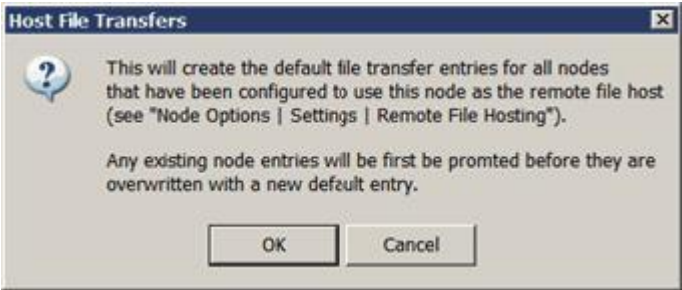 Host File Transfers
This will create the default file transfer entries for all nodes
that have been configured to use this node as the remote file host
(see "Node Options | Settings | Remote File Hosting").
Any existing node entries will be first be promted before they are
overwritten with a new default entry.
OK
Cancel